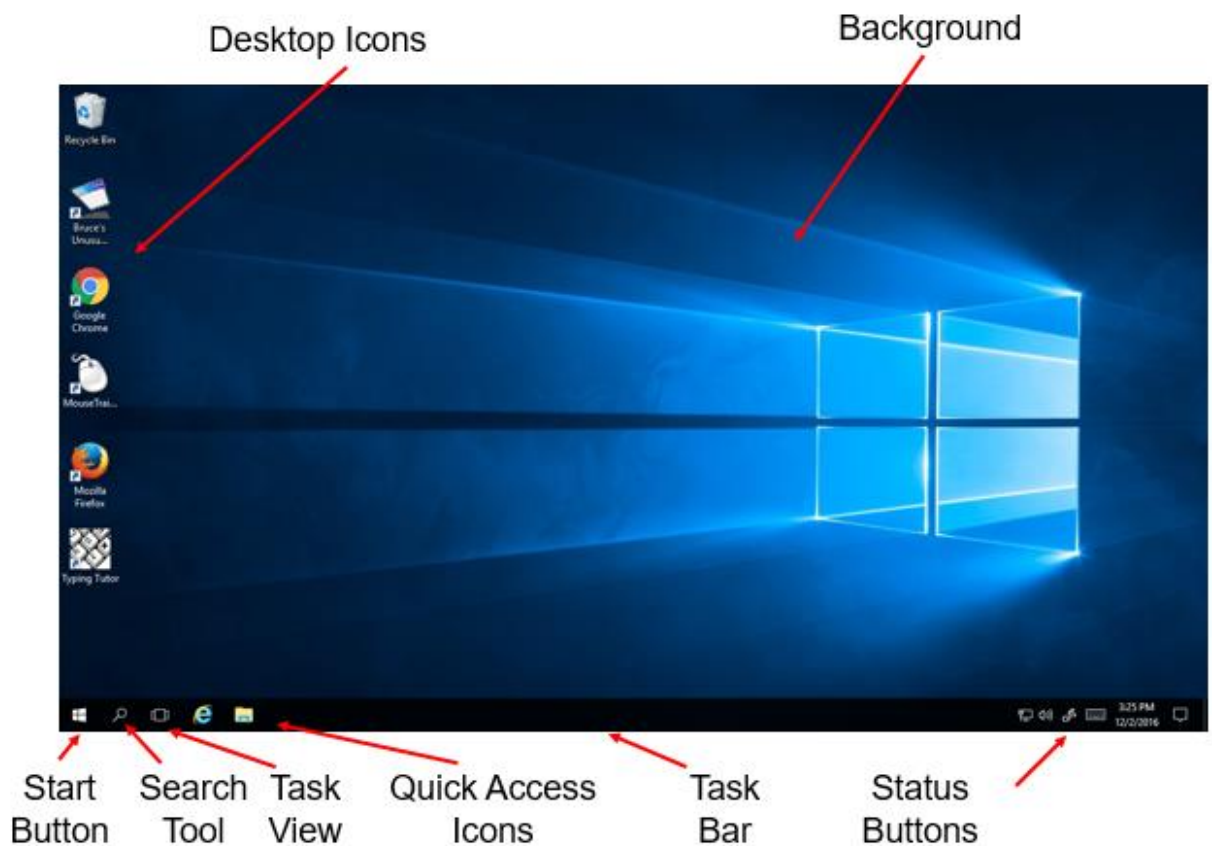 Desktop Icons
Background
Recycle Bin
Bruce's
Unusu...
Google
Chrome
MouseTrai...
Mozilla
Firefox
Typing Tutor
3:25 PM
12/2/2016
Start
Button
Search
Tool
Task
View
Quick Access
Icons
Task
Bar
Status
Buttons